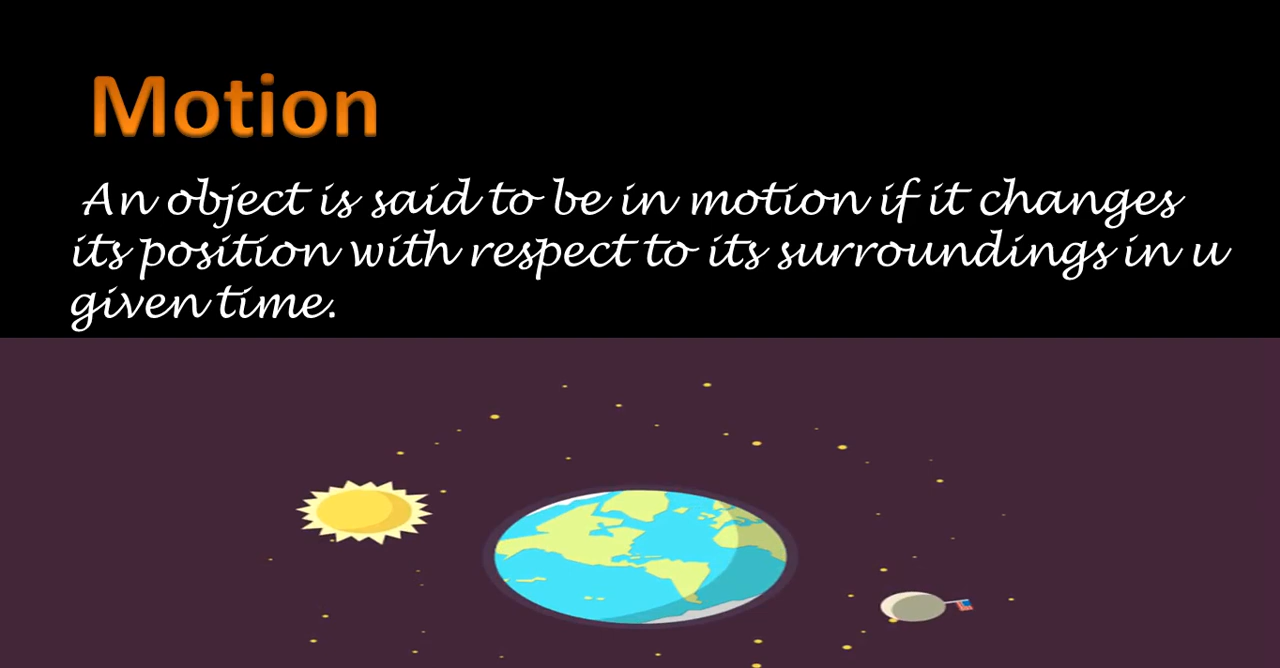 Motion
An object is said to be in motion if it changes
its position with respect to its surroundings in u
given time.